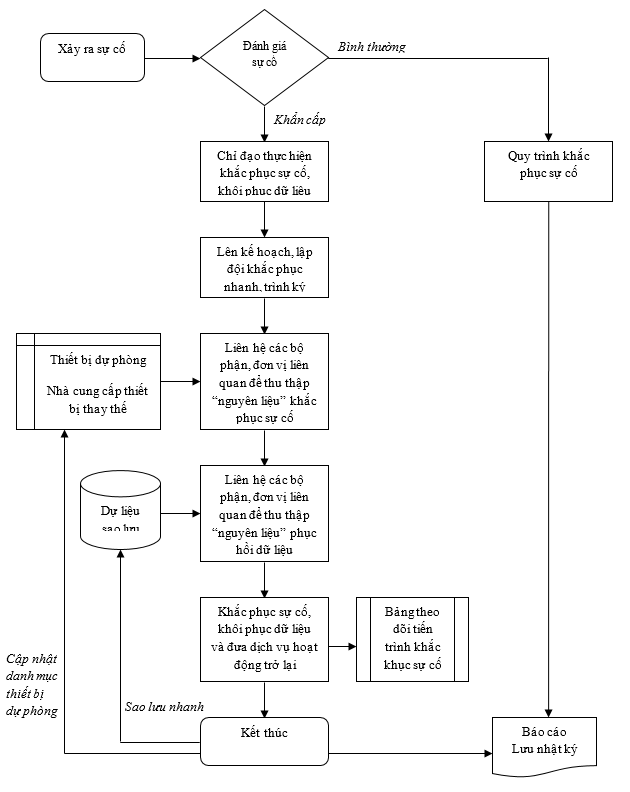 Xảy ra sự cố
Đánh giá
sự cố
Bình thường
Khẩn cấp
Chỉ đạo thực hiện
khắc phục sự cố,
khôi phục dữ liệu
Quy trình khắc
phục sự cố
Lên kế hoạch, lập
đội khắc phục
nhanh, trình ký
Thiết bị dự phòng
Nhà cung cấp thiết
bị thay thế
Liên hệ các bộ
phận, đơn vị liên
quan để thu thập
“nguyên liệu” khắc
phục sự cố
Dự liệu
sao lưu
Liên hệ các bộ
phận, đơn vị liên
quan để thu thập
“nguyên liệu” phục
hồi dữ liệu
Khắc phục sự cố,
khôi phục dữ liệu
và đưa dịch vụ hoạt
động trở lại
Bảng theo
dõi tiến
trình khắc
khục sự cố
Cập nhật
danh mục
thiết bị
dự phòng
Sao lưu nhanh
Kết thúc
Báo cáo
Lưu nhật ký